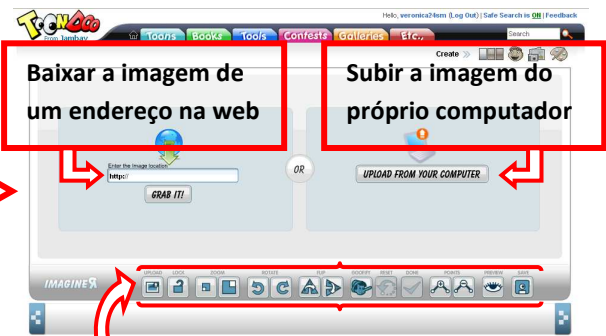 Hello, veronica24sm (Log Out) | Safe Search is On | Feedback
ToonDoo
From Jambav
Toons Books Tools Contests Galleries Etc.,
Search
Create »
Baixar a imagem de
um endereço na web
Subir a imagem do
próprio computador
Enter the Image location
http://
GRAB IT!
OR
UPLOAD FROM YOUR COMPUTER
IMAGINER
UPLOAD LOCK ZOOM ROTATE FLIP GOOFIFY RESET DONE POINTS PREVIEW SAVE